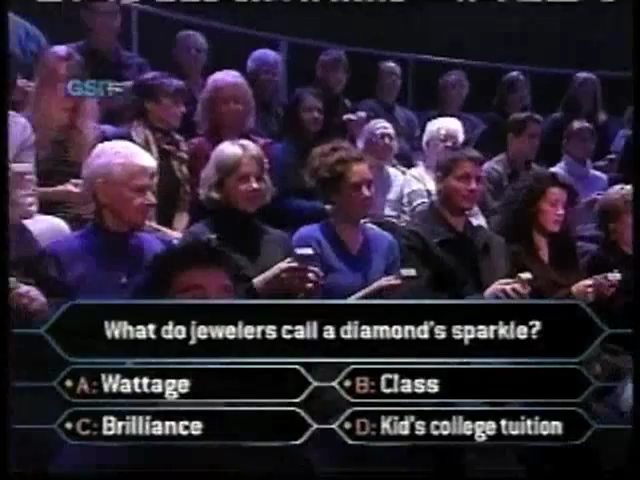 GSN
What do jewelers call a diamond's sparkle?
A: Wattage
B: Class
C: Brilliance
D: Kid's college tuition